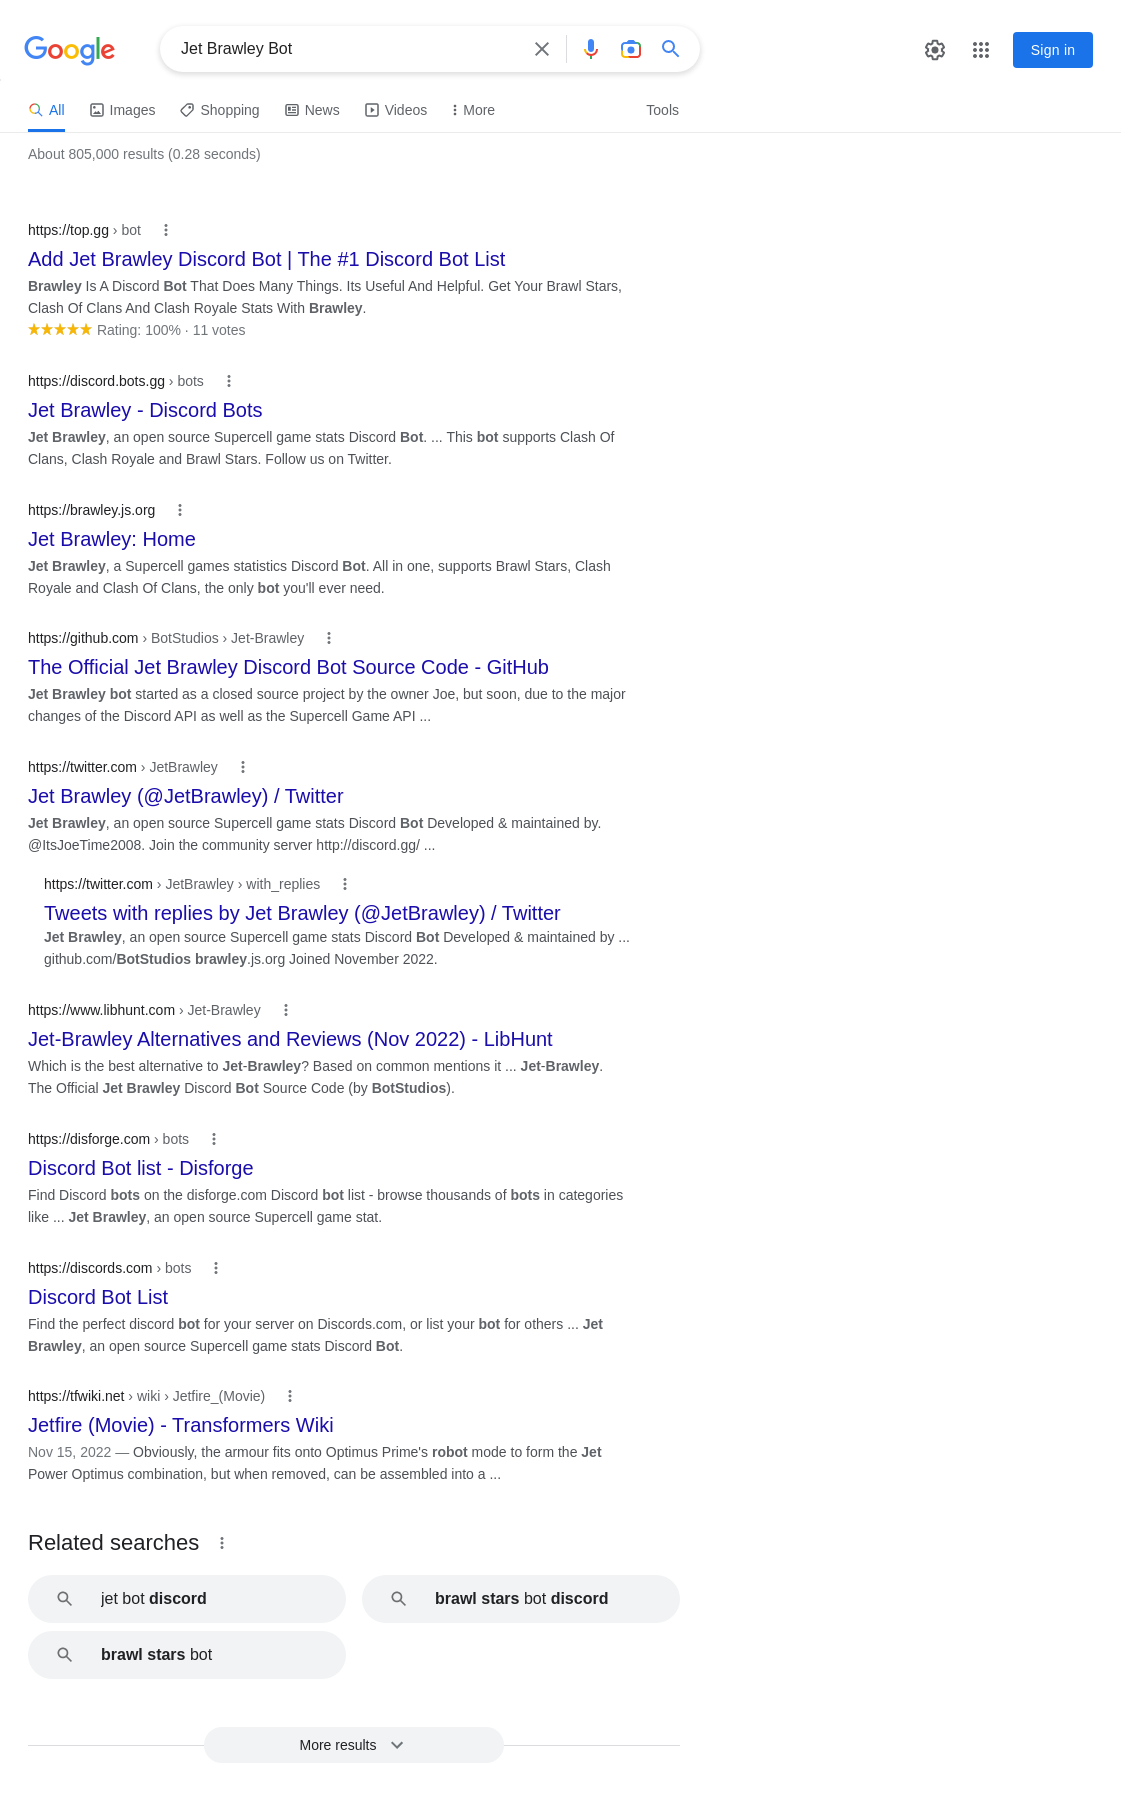 Google
Jet Brawley Bot
Sign in
All
Images
Shopping
News
Videos
More
Tools
About 805,000 results (0.28 seconds)
https://top.gg › bot
Add Jet Brawley Discord Bot | The #1 Discord Bot List
Brawley Is A Discord Bot That Does Many Things. Its Useful And Helpful. Get Your Brawl Stars,
Clash Of Clans And Clash Royale Stats With Brawley.
Rating: 100% · 11 votes
https://discord.bots.gg › bots
Jet Brawley - Discord Bots
Jet Brawley, an open source Supercell game stats Discord Bot. ... This bot supports Clash Of
Clans, Clash Royale and Brawl Stars. Follow us on Twitter.
https://brawley.js.org
Jet Brawley: Home
Jet Brawley, a Supercell games statistics Discord Bot. All in one, supports Brawl Stars, Clash
Royale and Clash Of Clans, the only bot you'll ever need.
https://github.com › BotStudios › Jet-Brawley
The Official Jet Brawley Discord Bot Source Code - GitHub
Jet Brawley bot started as a closed source project by the owner Joe, but soon, due to the major
changes of the Discord API as well as the Supercell Game API ...
https://twitter.com › JetBrawley
Jet Brawley (@JetBrawley) / Twitter
Jet Brawley, an open source Supercell game stats Discord Bot Developed & maintained by.
@ItsJoeTime2008. Join the community server http://discord.gg/ ...
https://twitter.com › JetBrawley › with_replies
Tweets with replies by Jet Brawley (@JetBrawley) / Twitter
Jet Brawley, an open source Supercell game stats Discord Bot Developed & maintained by ...
github.com/BotStudios brawley.js.org Joined November 2022.
https://www.libhunt.com › Jet-Brawley
Jet-Brawley Alternatives and Reviews (Nov 2022) - LibHunt
Which is the best alternative to Jet-Brawley? Based on common mentions it ... Jet-Brawley.
The Official Jet Brawley Discord Bot Source Code (by BotStudios).
https://disforge.com › bots
Discord Bot list - Disforge
Find Discord bots on the disforge.com Discord bot list - browse thousands of bots in categories
like ... Jet Brawley, an open source Supercell game stat.
https://discords.com › bots
Discord Bot List
Find the perfect discord bot for your server on Discords.com, or list your bot for others ... Jet
Brawley, an open source Supercell game stats Discord Bot.
https://tfwiki.net › wiki › Jetfire_(Movie)
Jetfire (Movie) - Transformers Wiki
Nov 15, 2022 — Obviously, the armour fits onto Optimus Prime's robot mode to form the Jet
Power Optimus combination, but when removed, can be assembled into a ...
Related searches
jet bot discord
brawl stars bot discord
brawl stars bot
More results